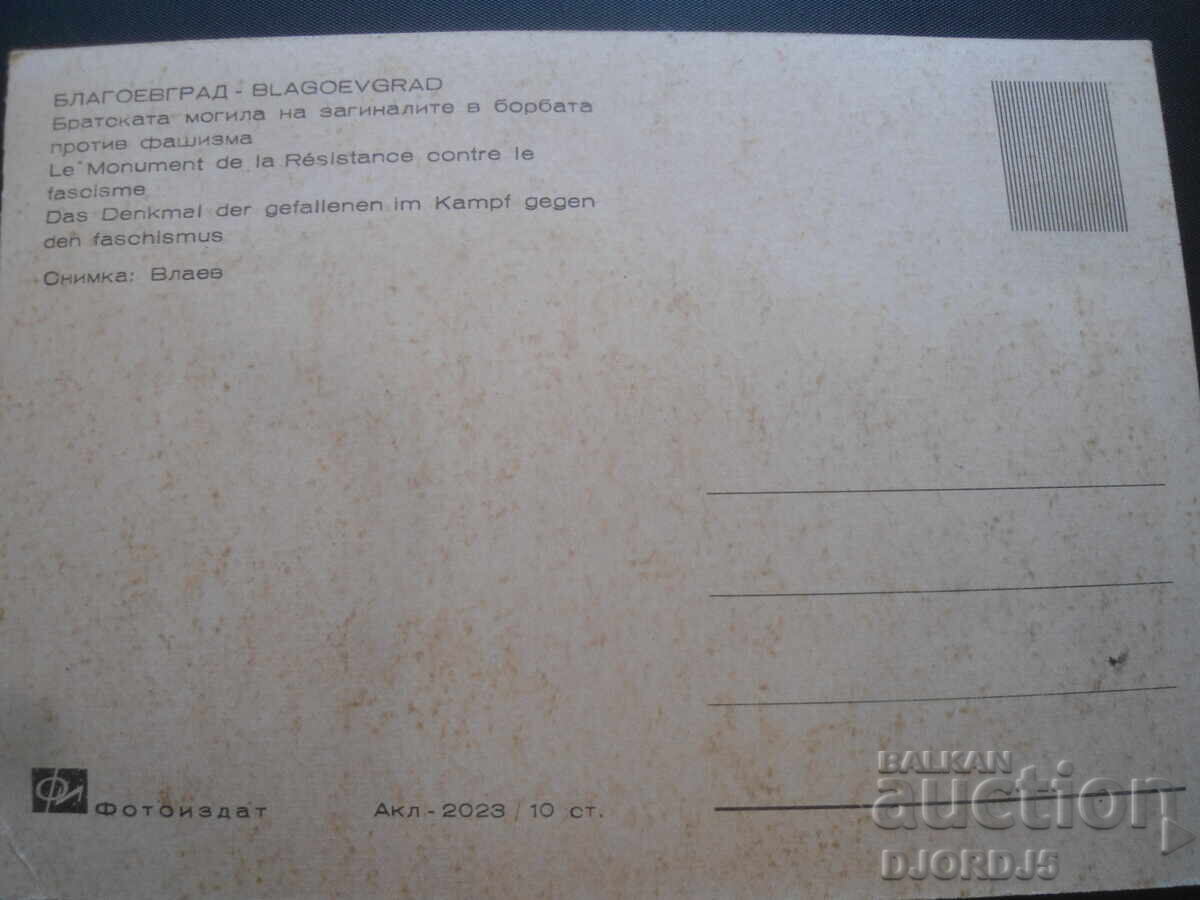 БЛАГОЕВГРАД - BLAGOEVGRAD
Братската могила на загиналите в борбата
против фашизма
Le Monument de la Résistance contre le
fascisme
Das Denkmal der gefallenen im Kampf gegen
den faschismus
Снимка: Влаев
ФИ Фотоиздат Акл-2023 / 10 ст.
BALKAN
auction
DJORDJ5